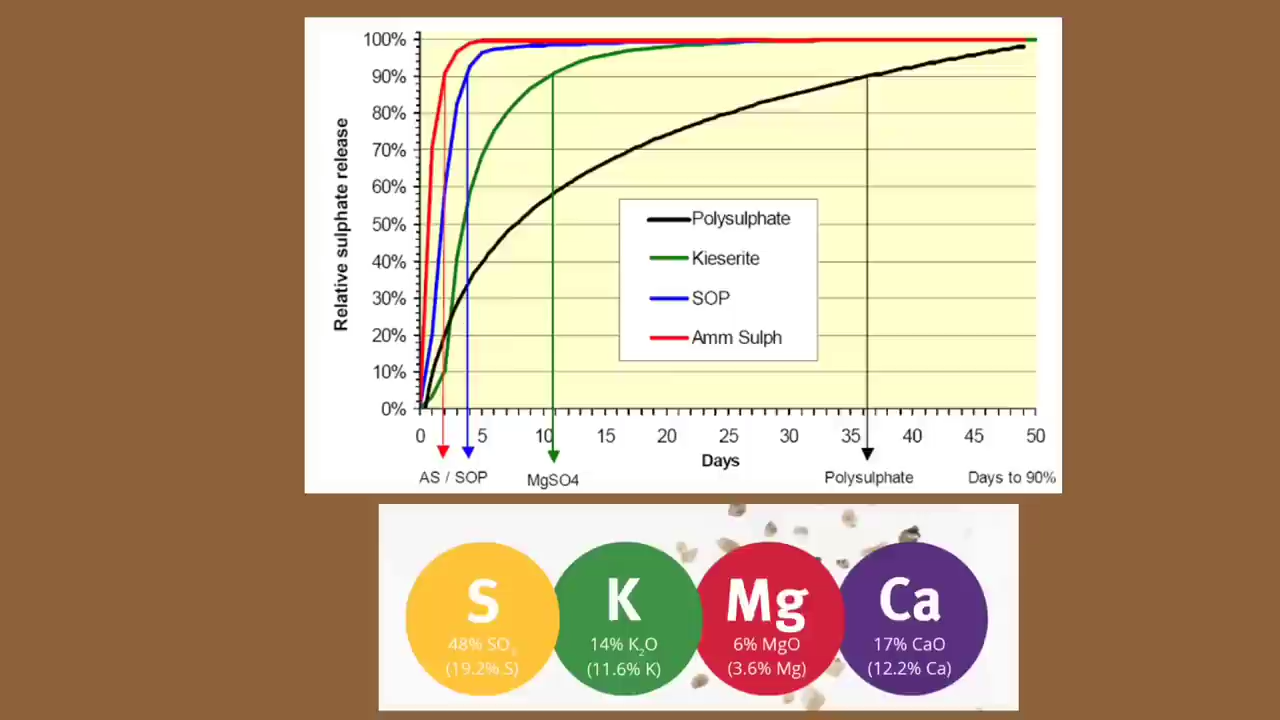 100%
90%
80%
70%
60%
50%
40%
30%
20%
10%
0%
Relative sulphate release
Polysulphate
Kieserite
SOP
Amm Sulph
0 5 10 15 20 25 30 35 40 45 50
Days
AS / SOP MgSO4 Polysulphate Days to 90%
S K Mg Ca
48% SO₃ 14% K₂O 6% MgO 17% CaO
(19.2% S) (11.6% K) (3.6% Mg) (12.2% Ca)